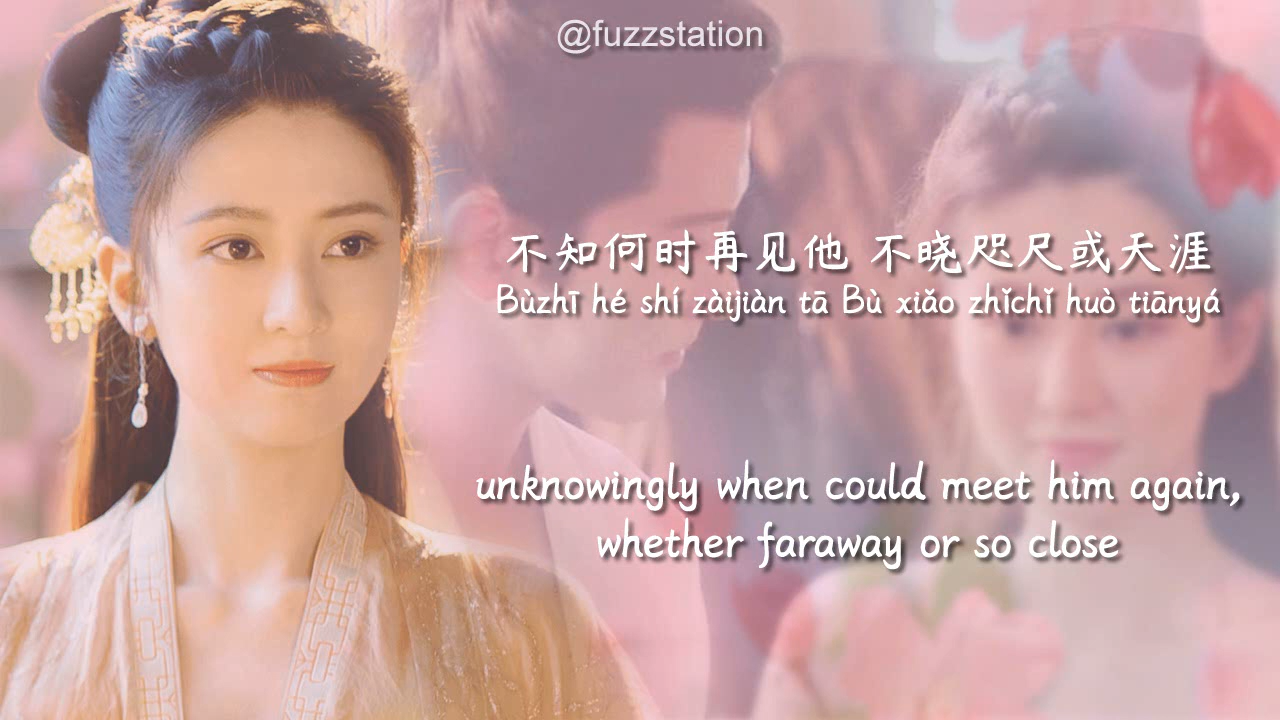 @fuzzstation
不知何时再见他 不晓咫尺或天涯
Bùzhī hé shí zàijiàn tā Bù xiǎo zhǐchǐ huò tiānyá
unknowingly when could meet him again,
whether faraway or so close